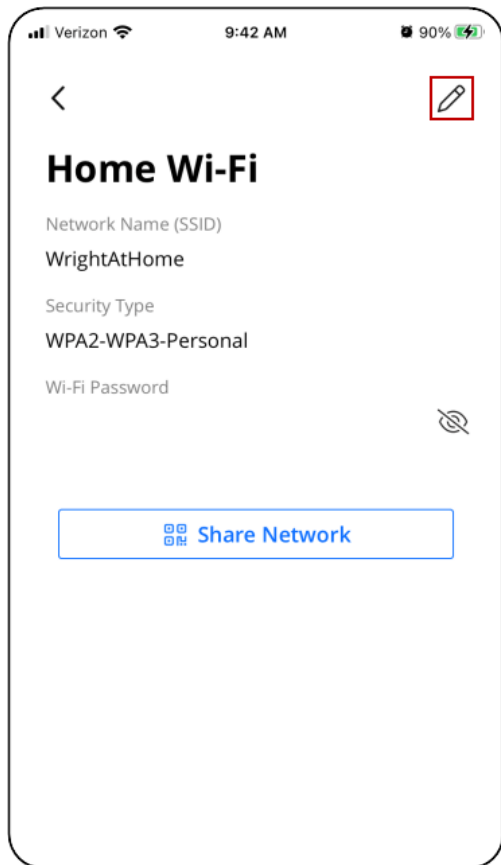 Verizon 9:42 AM 90%
Home Wi-Fi
Network Name (SSID)
WrightAtHome
Security Type
WPA2-WPA3-Personal
Wi-Fi Password
Share Network